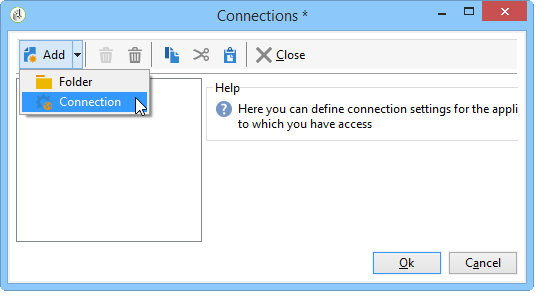 Connections *
Add
Close
Folder
Connection
Help
Here you can define connection settings for the appli
to which you have access
Ok
Cancel